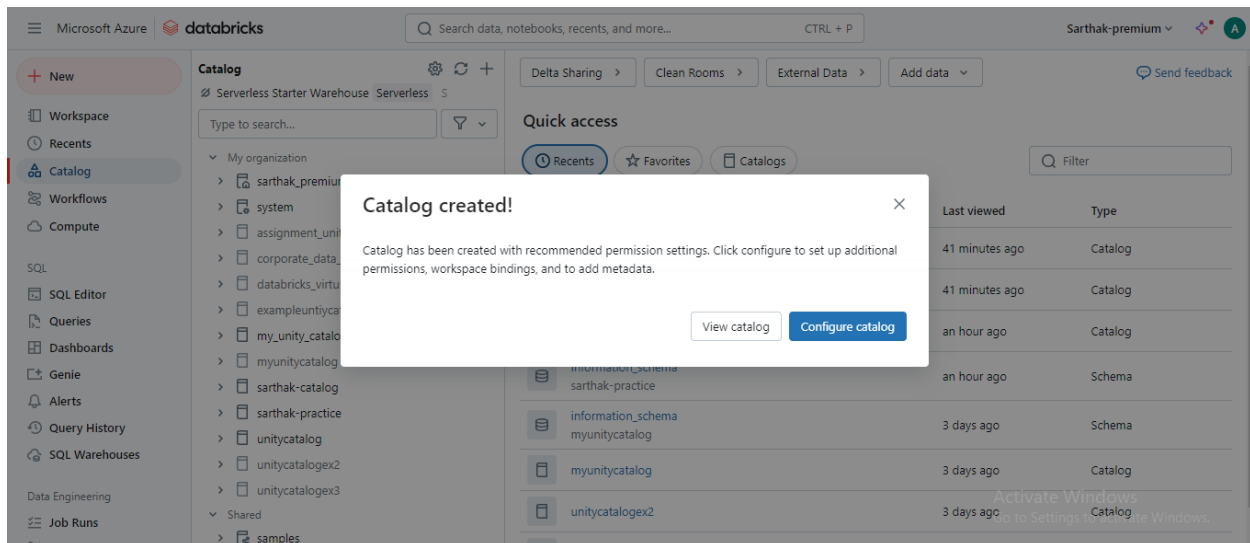 Microsoft Azure databricks
Search data, notebooks, recents, and more... CTRL + P
Sarthak-premium
A
New
Workspace
Recents
Catalog
Workflows
Compute
SQL
SQL Editor
Queries
Dashboards
Genie
Alerts
Query History
SQL Warehouses
Data Engineering
Job Runs
Catalog
Serverless Starter Warehouse Serverless S
Type to search...
My organization
sarthak_premiu
system
assignment_unit
corporate_data_
databricks_virtu
exampleuntiyca
my_unity_catalo
myunitycatalog
sarthak-catalog
sarthak-practice
unitycatalog
unitycatalogex2
unitycatalogex3
Shared
samples
Delta Sharing
Clean Rooms
External Data
Add data
Send feedback
Quick access
Recents
Favorites
Catalogs
Filter
Last viewed Type
41 minutes ago Catalog
41 minutes ago Catalog
an hour ago Catalog
information_schema
sarthak-practice
an hour ago Schema
information_schema
myunitycatalog
3 days ago Schema
myunitycatalog 3 days ago Catalog
unitycatalogex2 3 days ago Catalog
Catalog created!
Catalog has been created with recommended permission settings. Click configure to set up additional
permissions, workspace bindings, and to add metadata.
View catalog
Configure catalog
Activate Windows
Go to Settings to activate Windows.